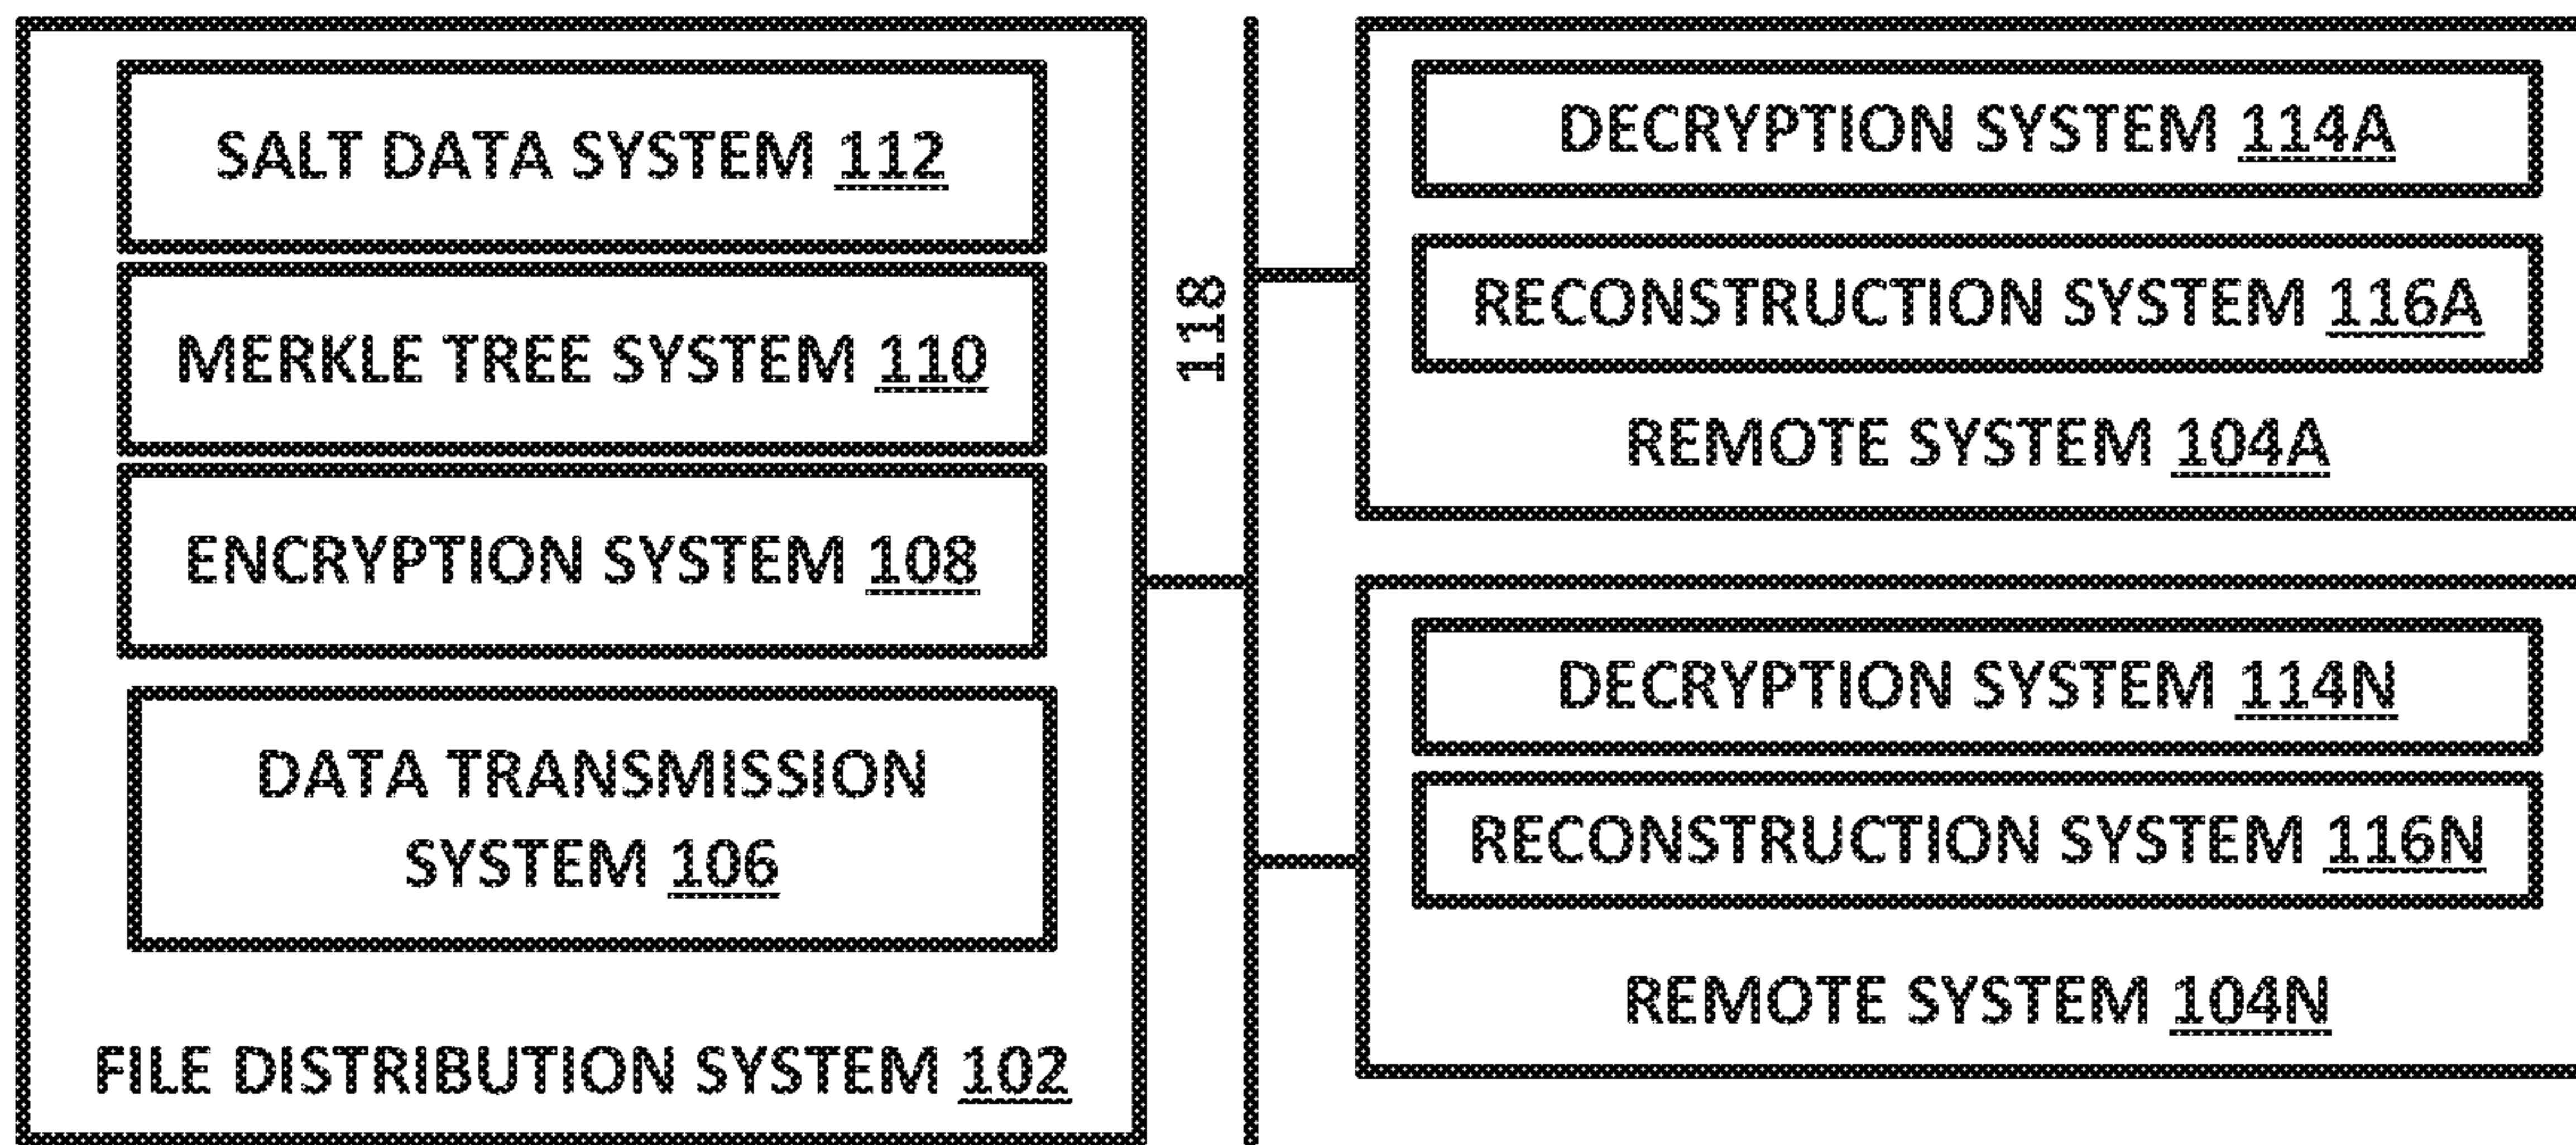 SALT DATA SYSTEM 112
MERKLE TREE SYSTEM 110
ENCRYPTION SYSTEM 108
DATA TRANSMISSION
SYSTEM 106
FILE DISTRIBUTION SYSTEM 102
118
DECRYPTION SYSTEM 114A
RECONSTRUCTION SYSTEM 116A
REMOTE SYSTEM 104A
DECRYPTION SYSTEM 114N
RECONSTRUCTION SYSTEM 116N
REMOTE SYSTEM 104N